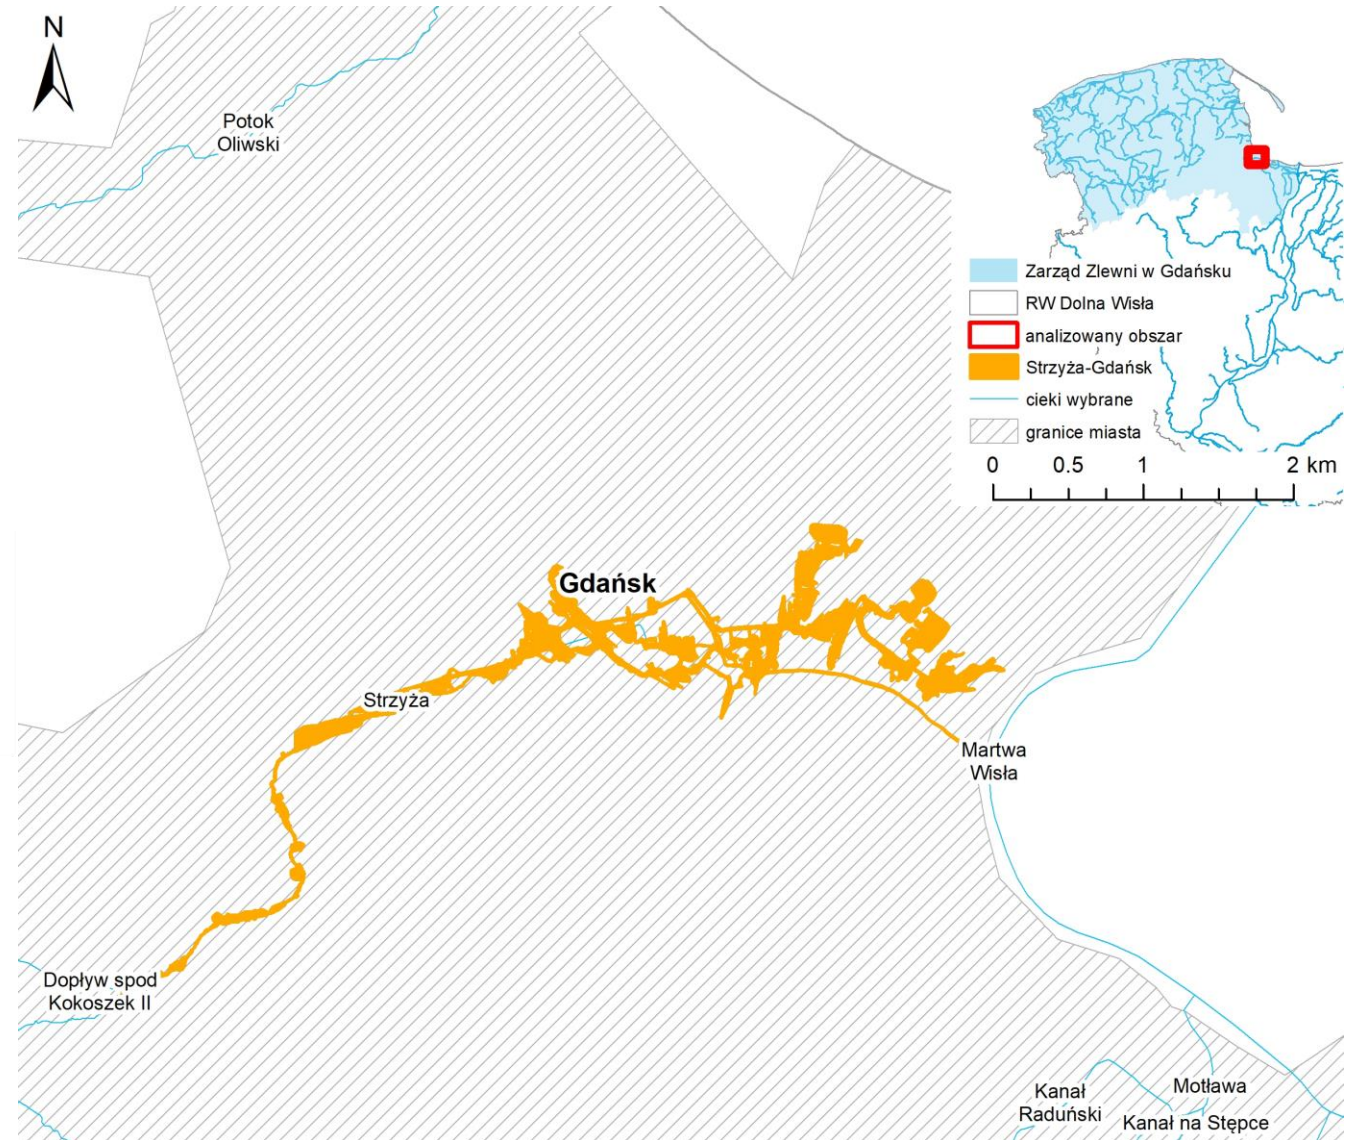 N
Potok
Oliwski
Zarząd Zlewni w Gdańsku
RW Dolna Wisła
analizowany obszar
Strzyża-Gdańsk
cieki wybrane
granice miasta
0 0.5 1 2 km
Gdańsk
Strzyża
Martwa
Wisła
Dopływ spod
Kokoszek II
Kanał
Raduński
Motława
Kanał na Stępce